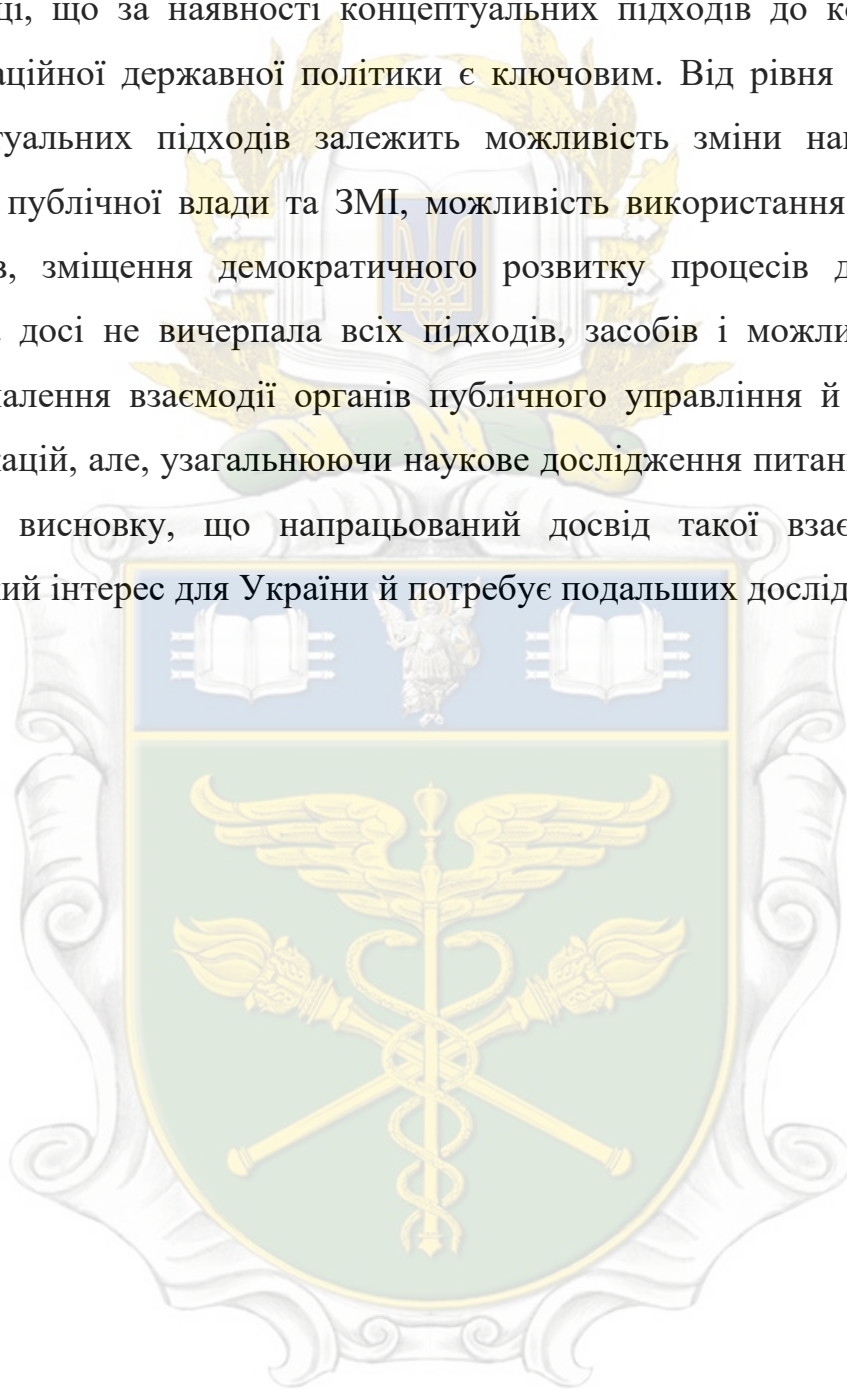 ці, що за наявності концептуальних підходів до к
аційної державної політики є ключовим. Від рівня
туальних підходів залежить можливість зміни на
публічної влади та ЗМІ, можливість використання
в, зміщення демократичного розвитку процесів д
досі не вичерпала всіх підходів, засобів і можли
алення взаємодії органів публічного управління й
кацій, але, узагальнюючи наукове дослідження питан
висновку, що напрацьований досвід такої взає
кий інтерес для України й потребує подальших дослід